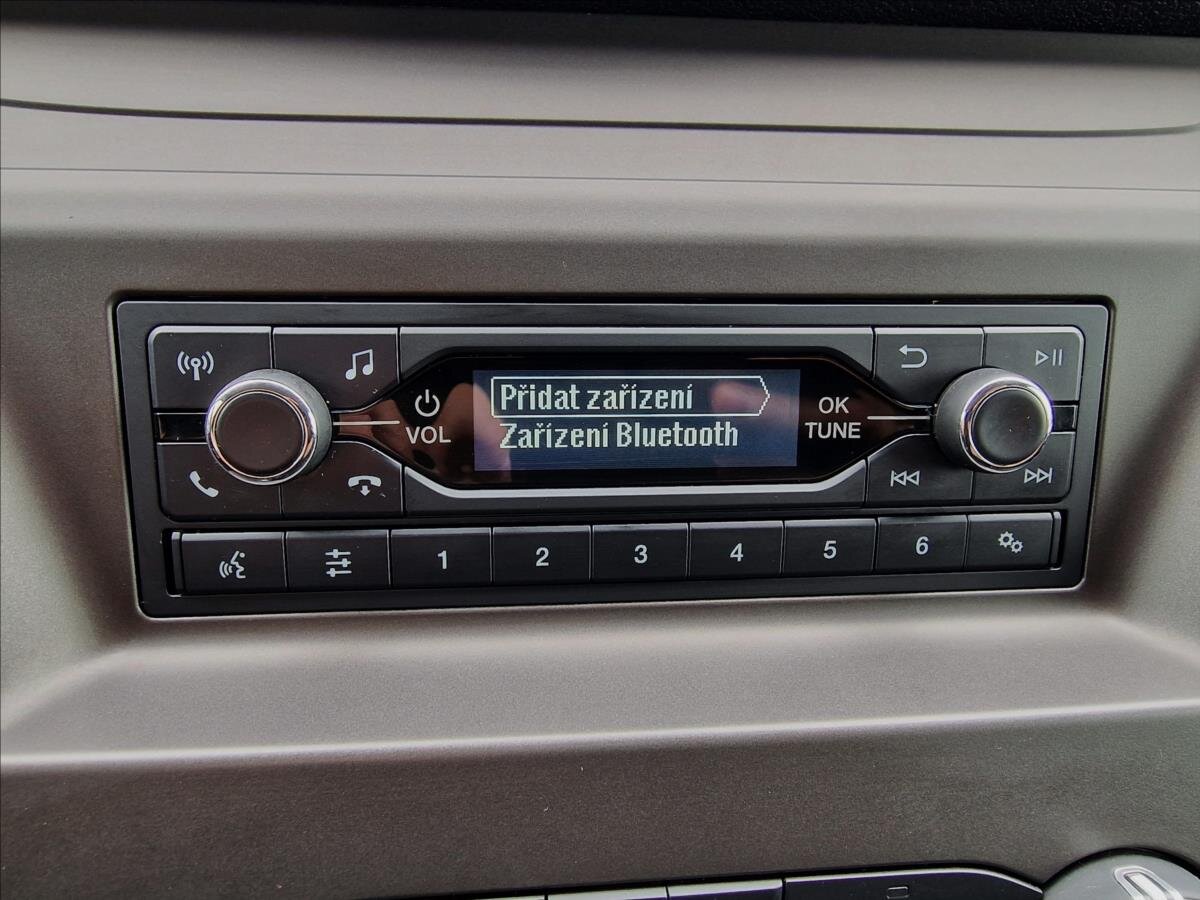 Přidat zařízení
Zařízení Bluetooth
VOL
OK
TUNE
1 2 3 4 5 6